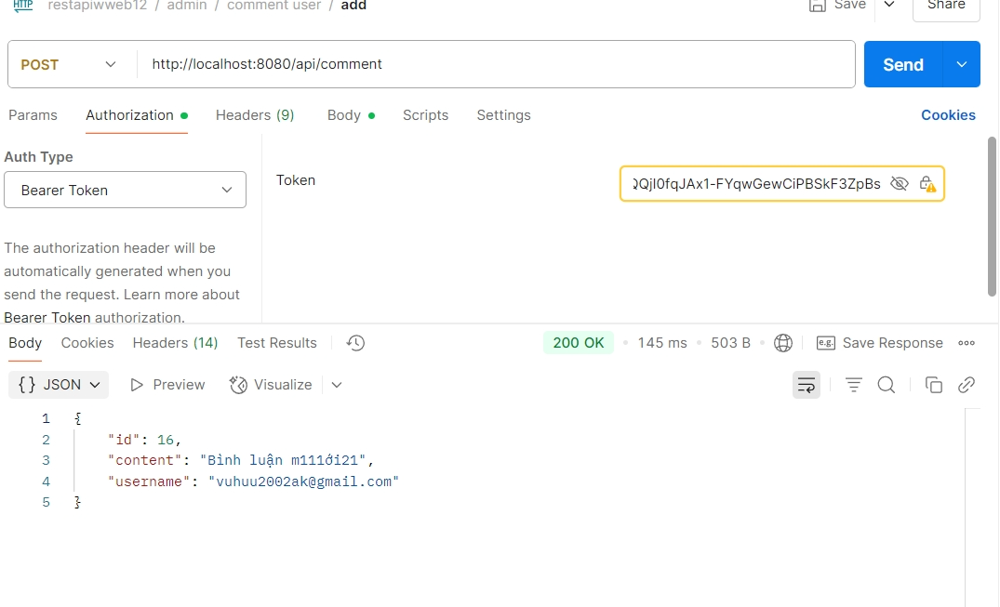 HTTP restapiwweb12 / admin / comment user / add Save Share
POST http://localhost:8080/api/comment Send
Params Authorization Headers (9) Body Scripts Settings Cookies
Auth Type
Bearer Token
Token
QQjI0fqJAx1-FYqwGewCiPBSkF3ZpBs
The authorization header will be
automatically generated when you
send the request. Learn more about
Bearer Token authorization.
Body Cookies Headers (14) Test Results 200 OK 145 ms 503 B e.g. Save Response
{} JSON Preview Visualize
1 {
2 "id": 16,
3 "content": "Bình luận m111ới21",
4 "username": "vuhuu2002ak@gmail.com"
5 }